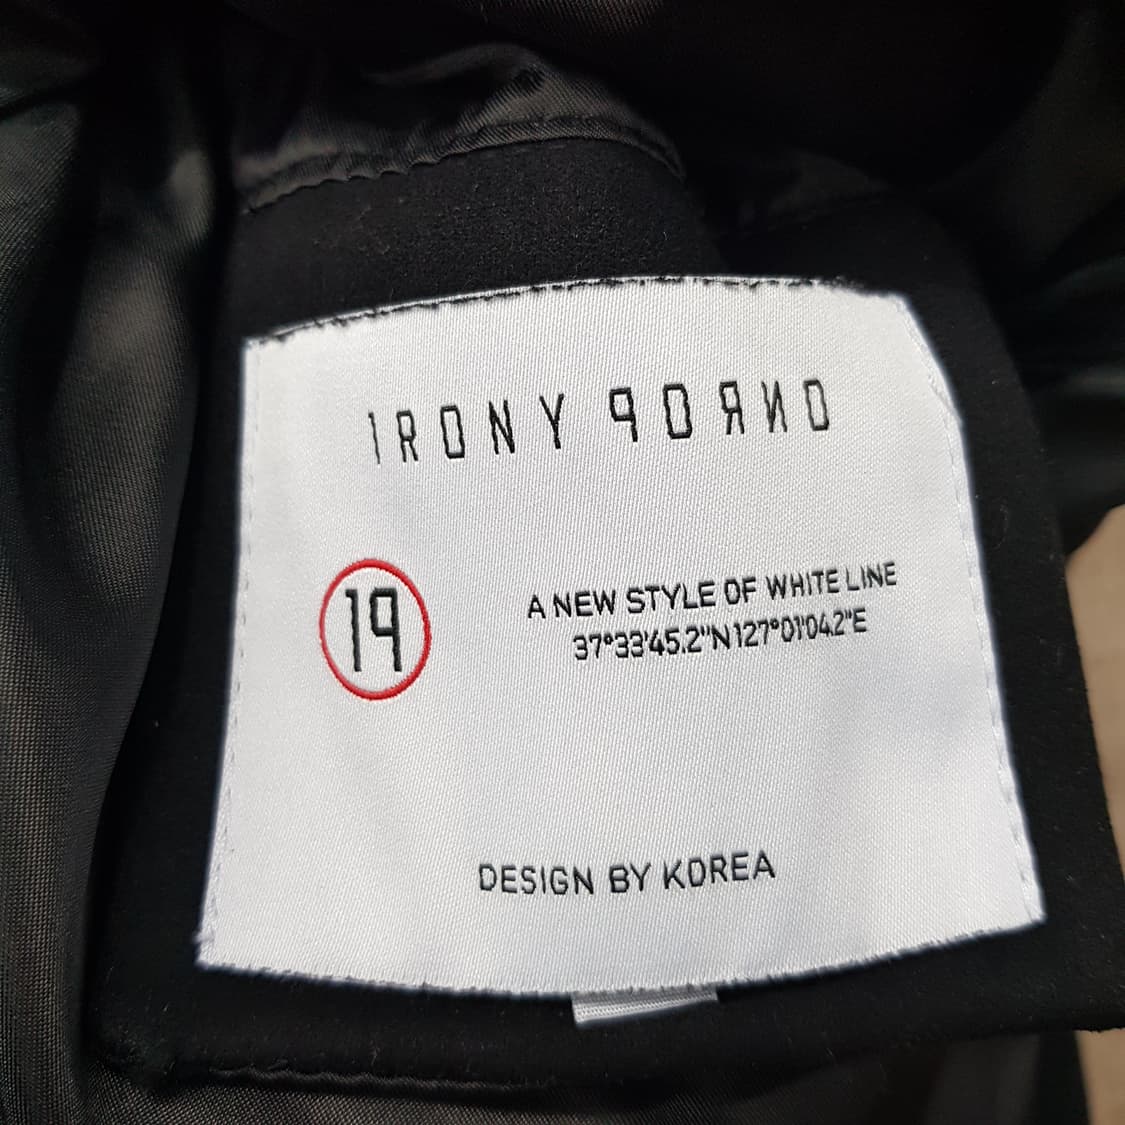 IRONY PORNO
19
A NEW STYLE OF WHITE LINE
37°33'45.2"N 127°01'04.2"E
DESIGN BY KOREA